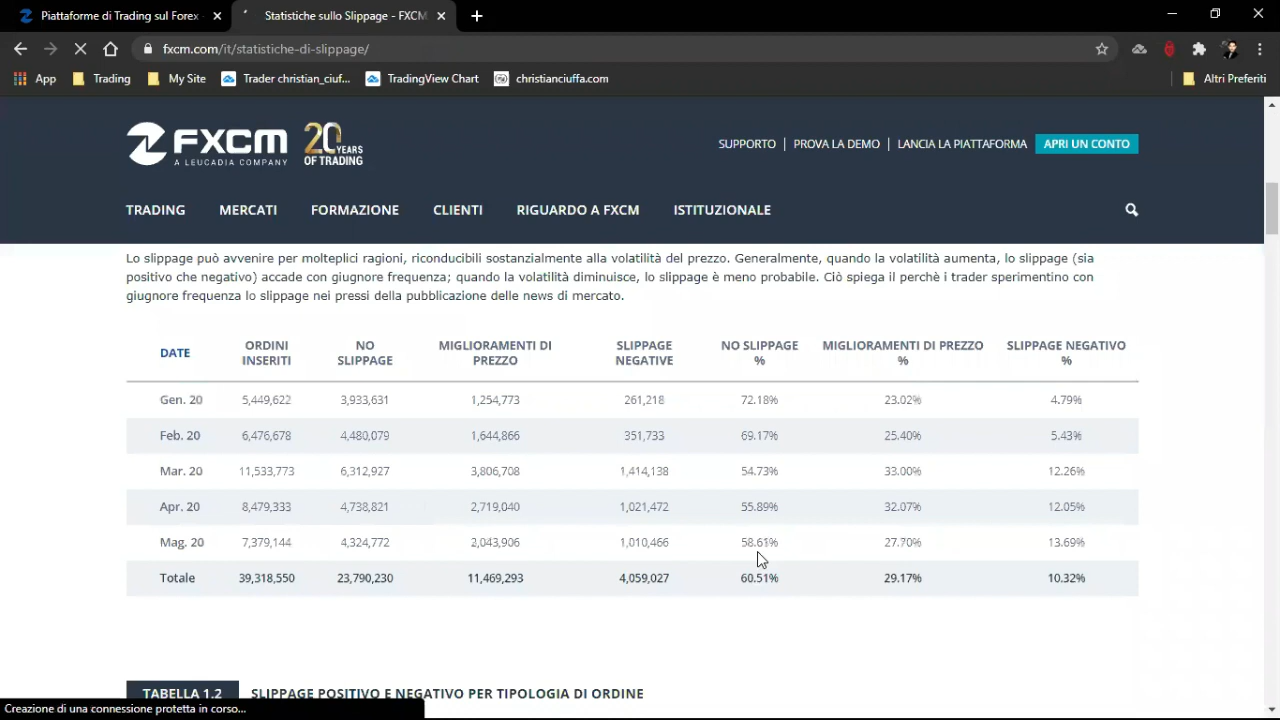 Piattaforme di Trading sul Forex
Statistiche sullo Slippage - FXCM
fxcm.com/it/statistiche-di-slippage/
App Trading My Site Trader christian_ciuf... TradingView Chart christianciuffa.com Altri Preferiti
FXCM
A LEUCADIA COMPANY
20 YEARS OF TRADING
SUPPORTO | PROVA LA DEMO | LANCIA LA PIATTAFORMA APRI UN CONTO
TRADING MERCATI FORMAZIONE CLIENTI RIGUARDO A FXCM ISTITUZIONALE
Lo slippage può avvenire per molteplici ragioni, riconducibili sostanzialmente alla volatilità del prezzo. Generalmente, quando la volatilità aumenta, lo slippage (sia
positivo che negativo) accade con giugnore frequenza; quando la volatilità diminuisce, lo slippage è meno probabile. Ciò spiega il perchè i trader sperimentino con
giugnore frequenza lo slippage nei pressi della pubblicazione delle news di mercato.
DATE ORDINI INSERITI NO SLIPPAGE MIGLIORAMENTI DI PREZZO SLIPPAGE NEGATIVE NO SLIPPAGE % MIGLIORAMENTI DI PREZZO % SLIPPAGE NEGATIVO %
Gen. 20 5,449,622 3,933,631 1,254,773 261,218 72.18% 23.02% 4.79%
Feb. 20 6,476,678 4,480,079 1,644,866 351,733 69.17% 25.40% 5.43%
Mar. 20 11,533,773 6,312,927 3,806,708 1,414,138 54.73% 33.00% 12.26%
Apr. 20 8,479,333 4,738,821 2,719,040 1,021,472 55.89% 32.07% 12.05%
Mag. 20 7,379,144 4,324,772 2,043,906 1,010,466 58.61% 27.70% 13.69%
Totale 39,318,550 23,790,230 11,469,293 4,059,027 60.51% 29.17% 10.32%
TABELLA 1.2 SLIPPAGE POSITIVO E NEGATIVO PER TIPOLOGIA DI ORDINE
Creazione di una connessione protetta in corso...